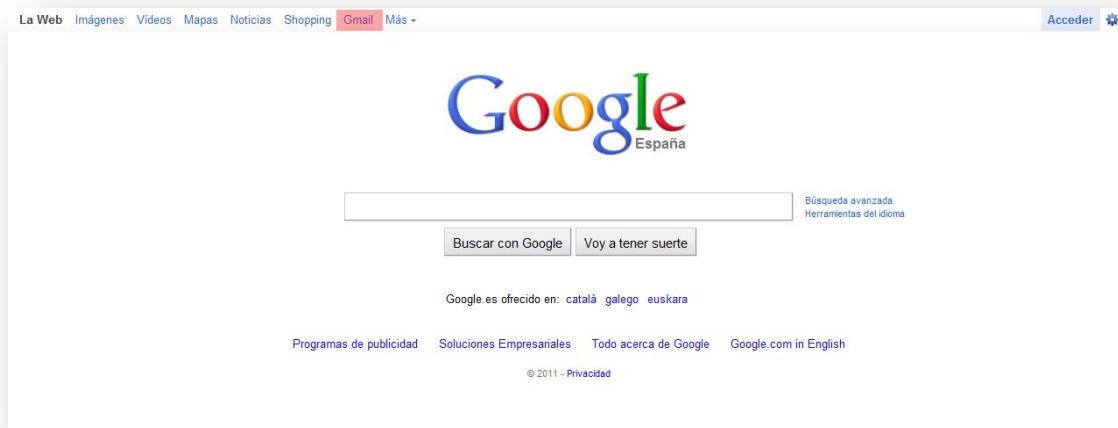 La Web Imágenes Vídeos Mapas Noticias Shopping Gmail Más Acceder
Google
España
Búsqueda avanzada
Herramientas del idioma
Buscar con Google Voy a tener suerte
Google.es ofrecido en: català galego euskara
Programas de publicidad Soluciones Empresariales Todo acerca de Google Google.com in English
© 2011 - Privacidad